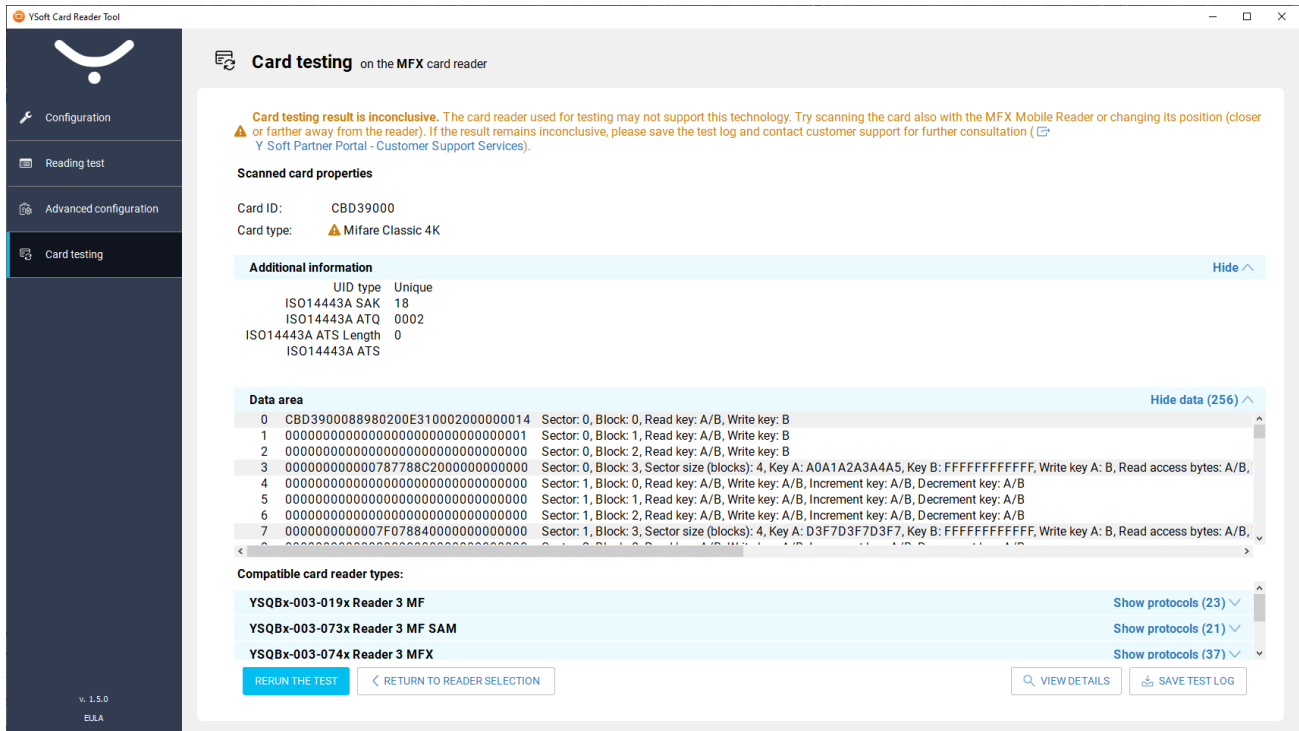 YSoft Card Reader Tool
Configuration
Reading test
Advanced configuration
Card testing
v. 1.5.0
EULA
Card testing on the MFX card reader
Card testing result is inconclusive. The card reader used for testing may not support this technology. Try scanning the card also with the MFX Mobile Reader or changing its position (closer
or farther away from the reader). If the result remains inconclusive, please save the test log and contact customer support for further consultation (
Y Soft Partner Portal - Customer Support Services).
Scanned card properties
Card ID: CBD39000
Card type: Mifare Classic 4K
Additional information Hide
UID type Unique
ISO14443A SAK 18
ISO14443A ATQ 0002
ISO14443A ATS Length 0
ISO14443A ATS
Data area Hide data (256)
0 CBD3900088980200E310002000000014 Sector: 0, Block: 0, Read key: A/B, Write key: B
1 00000000000000000000000000000001 Sector: 0, Block: 1, Read key: A/B, Write key: B
2 00000000000000000000000000000000 Sector: 0, Block: 2, Read key: A/B, Write key: B
3 000000000000787788C2000000000000 Sector: 0, Block: 3, Sector size (blocks): 4, Key A: A0A1A2A3A4A5, Key B: FFFFFFFFFFFF, Write key A: B, Read access bytes: A/B,
4 00000000000000000000000000000000 Sector: 1, Block: 0, Read key: A/B, Write key: A/B, Increment key: A/B, Decrement key: A/B
5 00000000000000000000000000000000 Sector: 1, Block: 1, Read key: A/B, Write key: A/B, Increment key: A/B, Decrement key: A/B
6 00000000000000000000000000000000 Sector: 1, Block: 2, Read key: A/B, Write key: A/B, Increment key: A/B, Decrement key: A/B
7 0000000000007F078840000000000000 Sector: 1, Block: 3, Sector size (blocks): 4, Key A: D3F7D3F7D3F7, Key B: FFFFFFFFFFFF, Write key A: B, Read access bytes: A/B,
Compatible card reader types:
YSQBx-003-019x Reader 3 MF Show protocols (23)
YSQBx-003-073x Reader 3 MF SAM Show protocols (21)
YSQBx-003-074x Reader 3 MFX Show protocols (37)
RERUN THE TEST
RETURN TO READER SELECTION
VIEW DETAILS
SAVE TEST LOG